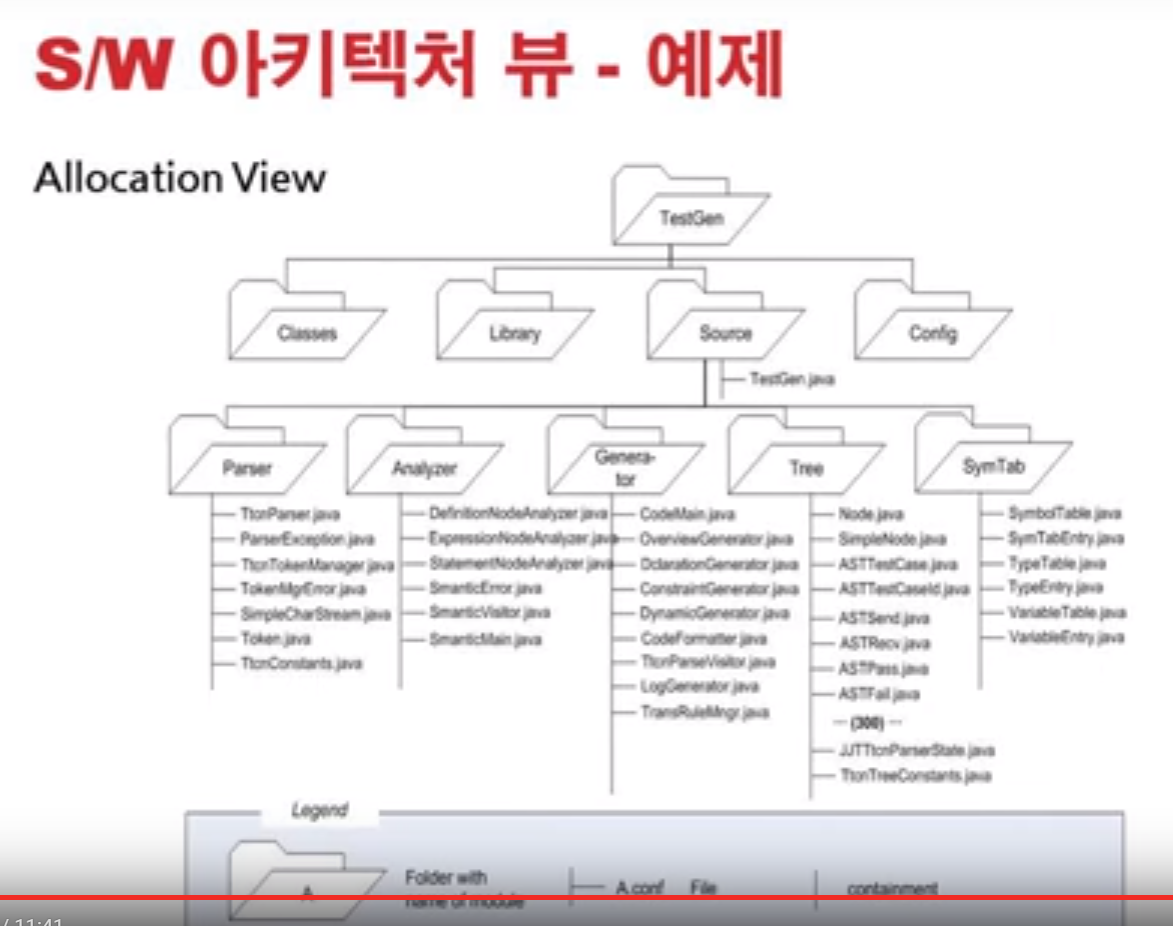 S/W 아키텍처 뷰 - 예제
Allocation View
TestGen
Classes
Library
Source
Config
TestGen.java
Parser
Analyzer
Genera-
tor
Tree
SymTab
TtcnParser.java
ParserException.java
TtcnTokenManager.java
TokenMgrError.java
SimpleCharStream.java
Token.java
TtcnConstants.java
DefinitionNodeAnalyzer.java
ExpressionNodeAnalyzer.java
StatementNodeAnalyzer.java
SmanticError.java
SmanticVisitor.java
SmanticMain.java
CodeMain.java
OverviewGenerator.java
DclarationGenerator.java
ConstraintGenerator.java
DynamicGenerator.java
CodeFormatter.java
TtcnParseVisitor.java
LogGenerator.java
TransRuleMngr.java
Node.java
SimpleNode.java
ASTTestCase.java
ASTTestCaseId.java
ASTSend.java
ASTRecv.java
ASTPass.java
ASTFail.java
--- (300) ---
JJTTtcnParserState.java
TtcnTreeConstants.java
SymbolTable.java
SymTabEntry.java
TypeTable.java
TypeEntry.java
VariableTable.java
VariableEntry.java
Legend
A
Folder with
name of module
A.conf
File
containment
/ 11:41